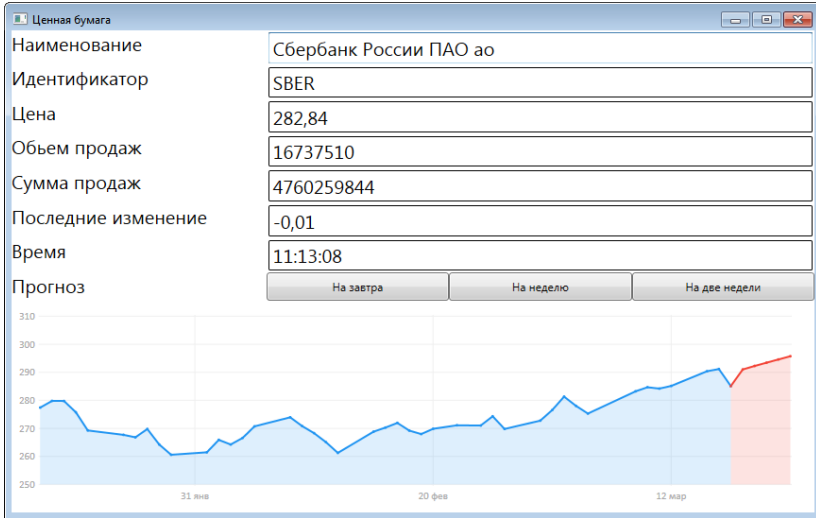 Ценная бумага
Наименование Сбербанк России ПАО ао
Идентификатор SBER
Цена 282,84
Обьем продаж 16737510
Сумма продаж 4760259844
Последние изменение -0,01
Время 11:13:08
Прогноз На завтра На неделю На две недели
310
300
290
280
270
260
250
31 янв 20 фев 12 мар